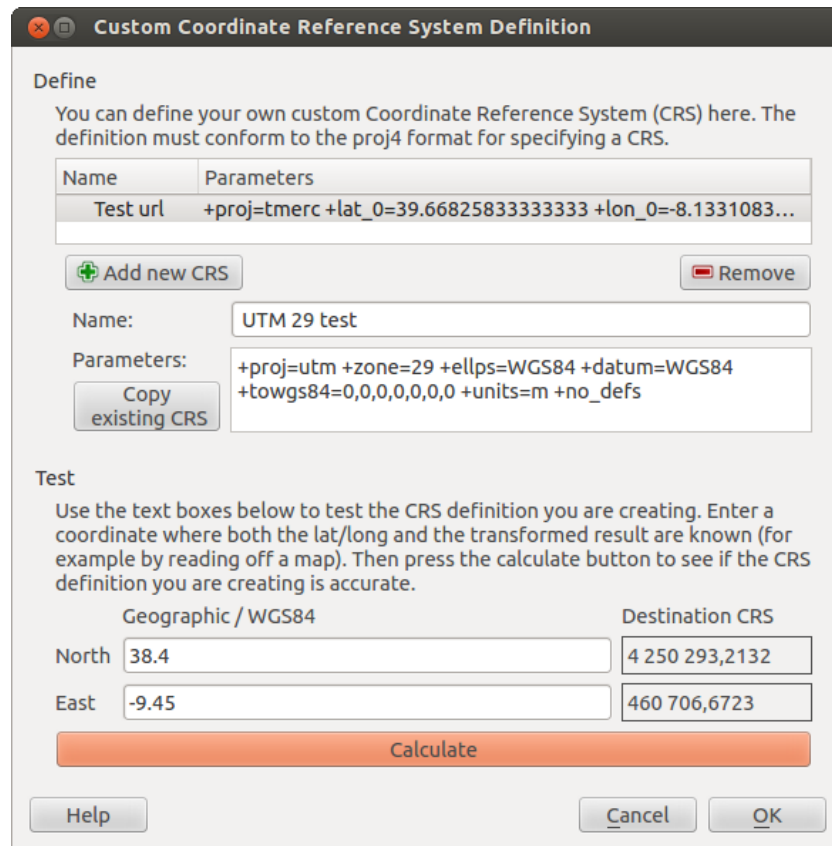 Custom Coordinate Reference System Definition
Define
You can define your own custom Coordinate Reference System (CRS) here. The
definition must conform to the proj4 format for specifying a CRS.
Name Parameters
Test url +proj=tmerc +lat_0=39.66825833333333 +lon_0=-8.1331083...
Add new CRS Remove
Name: UTM 29 test
Parameters: +proj=utm +zone=29 +ellps=WGS84 +datum=WGS84
+towgs84=0,0,0,0,0,0,0 +units=m +no_defs
Copy
existing CRS
Test
Use the text boxes below to test the CRS definition you are creating. Enter a
coordinate where both the lat/long and the transformed result are known (for
example by reading off a map). Then press the calculate button to see if the CRS
definition you are creating is accurate.
Geographic / WGS84 Destination CRS
North 38.4 4 250 293,2132
East -9.45 460 706,6723
Calculate
Help Cancel OK